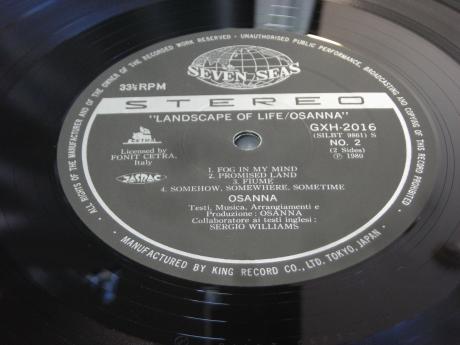 ALL RIGHTS OF THE MANUFACTURER AND OF THE OWNER OF THE RECORDED WORK RESERVED - UNAUTHORISED PUBLIC PERFORMANCE, BROADCASTING AND COPYING OF THIS RECORD PROHIBITED.
SEVEN SEAS
33⅓RPM
STEREO
"LANDSCAPE OF LIFE/OSANNA"
GXH-2016
(SILBT 9861) S
NO. 2
(2 Sides)
Ⓟ 1989
Licensed by
FONIT CETRA,
Italy
JASRAC
1. FOG IN MY MIND
2. PROMISED LAND
3. FIUME
4. SOMEHOW, SOMEWHERE, SOMETIME
OSANNA
Testi, Musica, Arrangiamenti e
Produzione : OSANNA
Collaboratore ai testi inglesi :
SERGIO WILLIAMS
MANUFACTURED BY KING RECORD CO., LTD. TOKYO, JAPAN